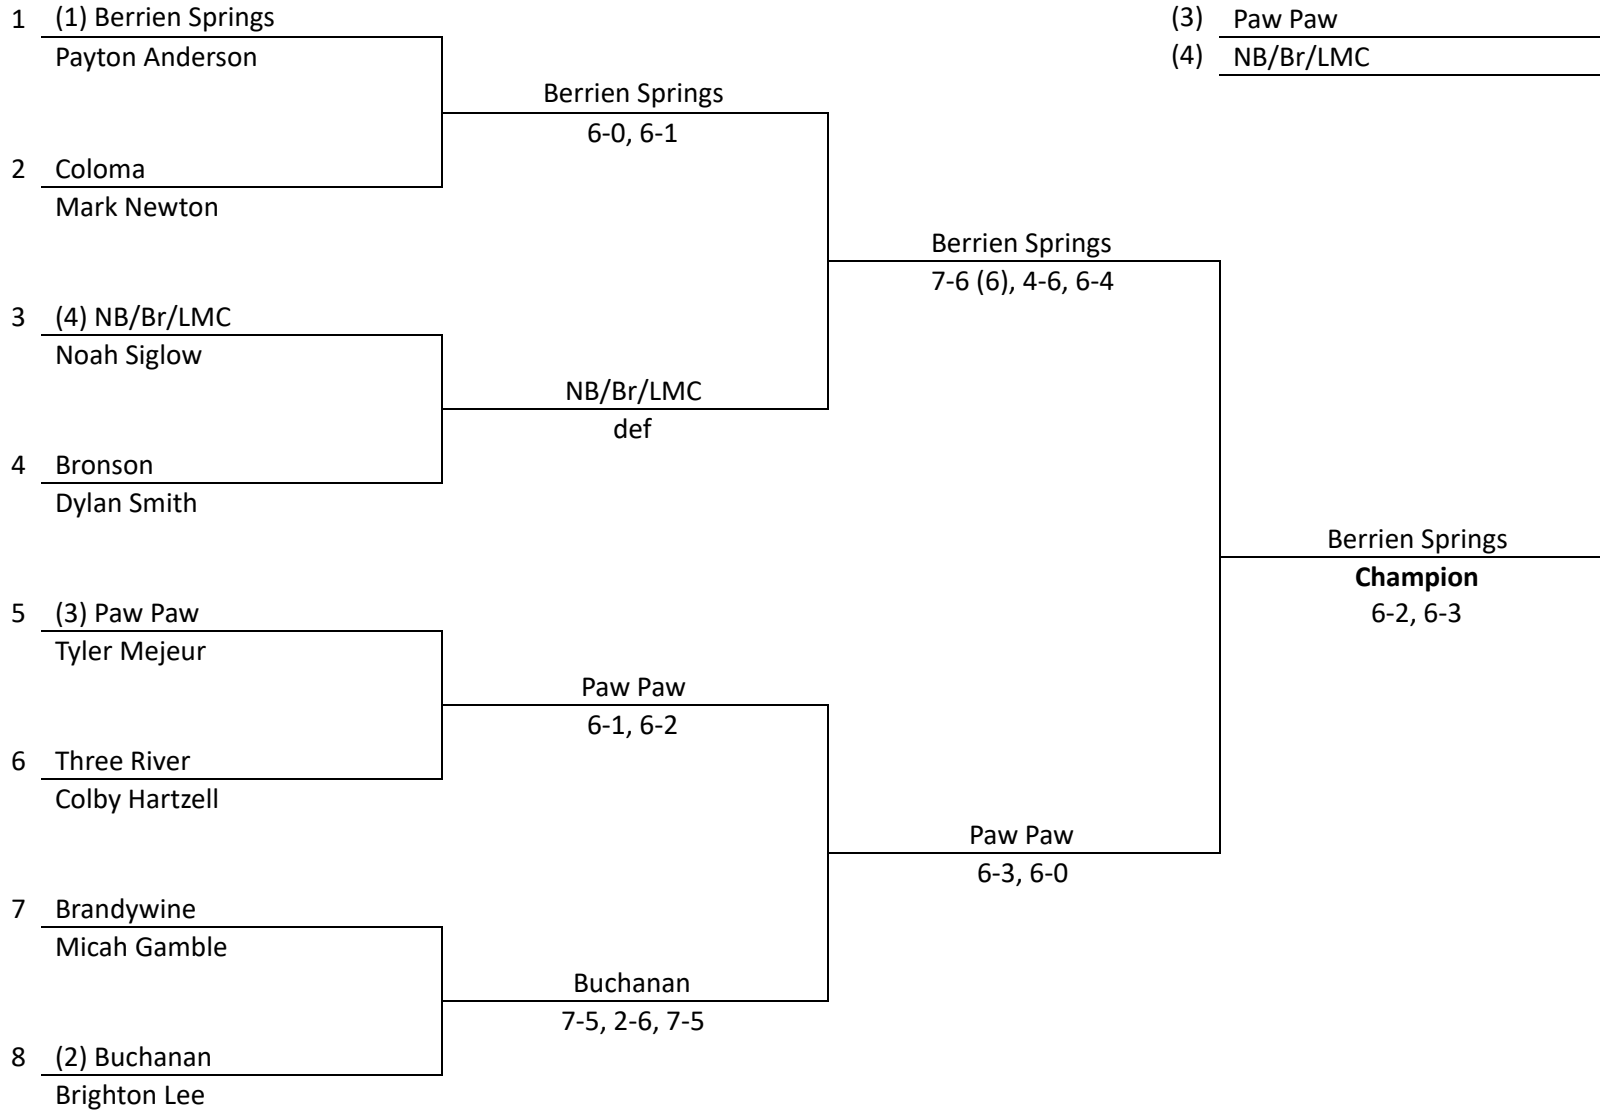 1 (1) Berrien Springs
Payton Anderson
2 Coloma
Mark Newton
3 (4) NB/Br/LMC
Noah Siglow
4 Bronson
Dylan Smith
5 (3) Paw Paw
Tyler Mejeur
6 Three River
Colby Hartzell
7 Brandywine
Micah Gamble
8 (2) Buchanan
Brighton Lee
Berrien Springs
6-0, 6-1
NB/Br/LMC
def
Paw Paw
6-1, 6-2
Buchanan
7-5, 2-6, 7-5
Berrien Springs
7-6 (6), 4-6, 6-4
Paw Paw
6-3, 6-0
(3) Paw Paw
(4) NB/Br/LMC
Berrien Springs
Champion
6-2, 6-3